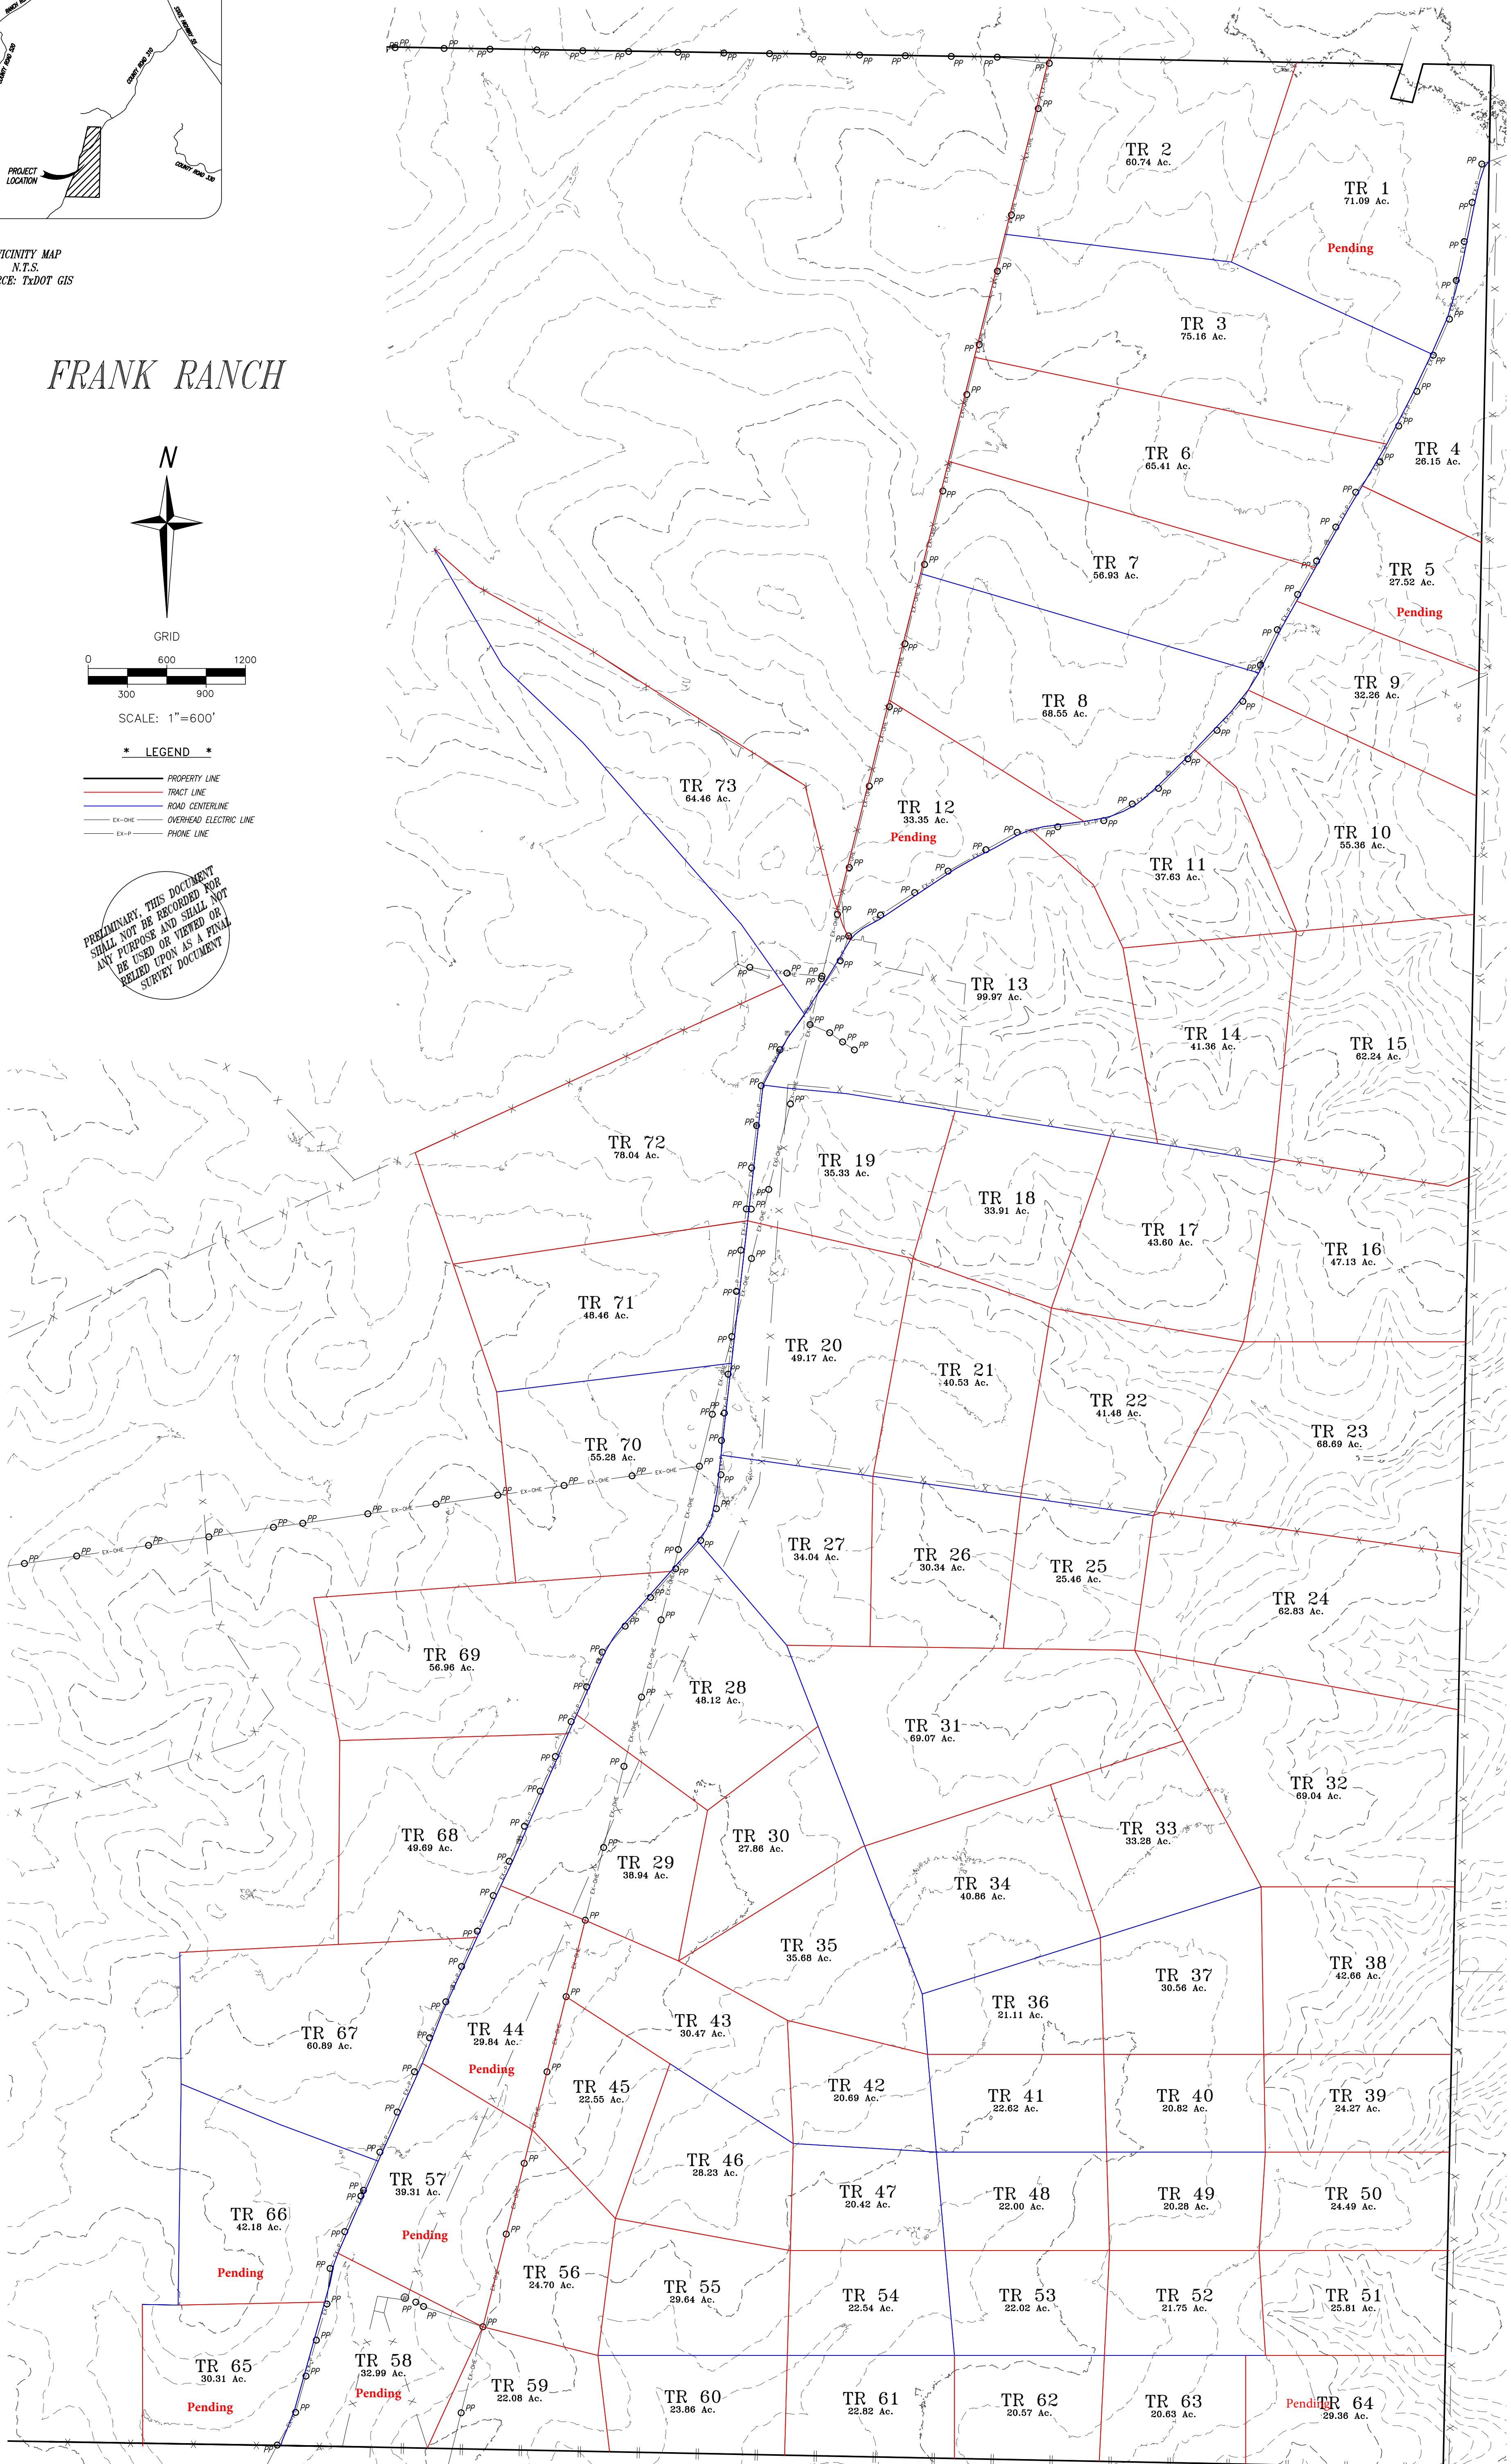 RANCH RO
COUNTY ROAD 520
COUNTY ROAD 310
COUNTY ROAD 330
PROJECT
LOCATION
VICINITY MAP
N.T.S.
RCE: TxDOT GIS
FRANK RANCH
N
GRID
0 600 1200
300 900
SCALE: 1"=600'
* LEGEND *
PROPERTY LINE
TRACT LINE
ROAD CENTERLINE
EX-OHE OVERHEAD ELECTRIC LINE
EX-P PHONE LINE
PRELIMINARY, THIS DOCUMENT
SHALL NOT BE RECORDED FOR
ANY PURPOSE AND SHALL NOT
BE USED OR VIEWED OR
RELIED UPON AS A FINAL
SURVEY DOCUMENT
TR 1
71.09 Ac.
Pending
TR 2
60.74 Ac.
TR 3
75.16 Ac.
TR 4
26.15 Ac.
TR 5
27.52 Ac.
Pending
TR 6
65.41 Ac.
TR 7
56.93 Ac.
TR 8
68.55 Ac.
TR 9
32.26 Ac.
TR 10
55.36 Ac.
TR 11
37.63 Ac.
TR 12
33.35 Ac.
Pending
TR 73
64.46 Ac.
TR 13
99.97 Ac.
TR 14
41.36 Ac.
TR 15
62.24 Ac.
TR 72
78.04 Ac.
TR 19
35.33 Ac.
TR 18
33.91 Ac.
TR 17
43.60 Ac.
TR 16
47.13 Ac.
TR 71
48.46 Ac.
TR 20
49.17 Ac.
TR 21
40.53 Ac.
TR 22
41.48 Ac.
TR 23
68.69 Ac.
TR 70
55.28 Ac.
TR 27
34.04 Ac.
TR 26
30.34 Ac.
TR 25
25.46 Ac.
TR 24
62.83 Ac.
TR 69
56.96 Ac.
TR 28
48.12 Ac.
TR 31
69.07 Ac.
TR 32
69.04 Ac.
TR 68
49.69 Ac.
TR 29
38.94 Ac.
TR 30
27.86 Ac.
TR 33
33.28 Ac.
TR 34
40.86 Ac.
TR 35
35.68 Ac.
TR 38
42.66 Ac.
TR 37
30.56 Ac.
TR 36
21.11 Ac.
TR 67
60.89 Ac.
TR 44
29.84 Ac.
Pending
TR 43
30.47 Ac.
TR 45
22.55 Ac.
TR 42
20.69 Ac.
TR 41
22.62 Ac.
TR 40
20.82 Ac.
TR 39
24.27 Ac.
TR 66
42.18 Ac.
Pending
TR 57
39.31 Ac.
Pending
TR 46
28.23 Ac.
TR 47
20.42 Ac.
TR 48
22.00 Ac.
TR 49
20.28 Ac.
TR 50
24.49 Ac.
TR 56
24.70 Ac.
TR 55
29.64 Ac.
TR 54
22.54 Ac.
TR 53
22.02 Ac.
TR 52
21.75 Ac.
TR 51
25.81 Ac.
TR 65
30.31 Ac.
Pending
TR 58
32.99 Ac.
Pending
TR 59
22.08 Ac.
TR 60
23.86 Ac.
TR 61
22.82 Ac.
TR 62
20.57 Ac.
TR 63
20.63 Ac.
Pending
TR 64
29.36 Ac.